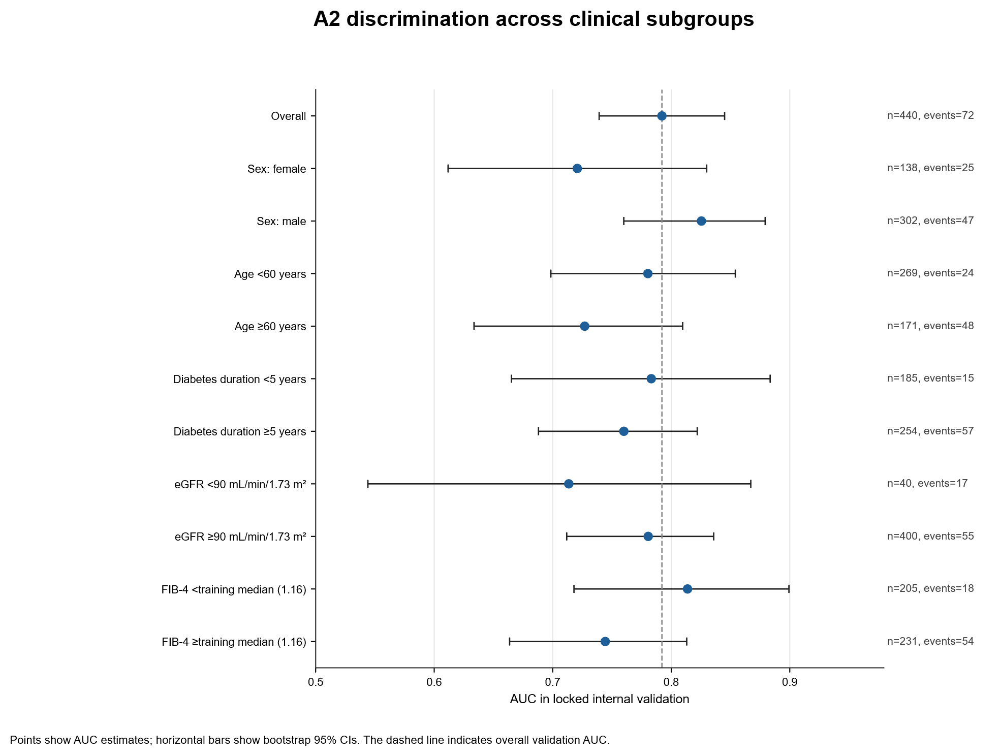 A2 discrimination across clinical subgroups
Overall n=440, events=72
Sex: female n=138, events=25
Sex: male n=302, events=47
Age <60 years n=269, events=24
Age ≥60 years n=171, events=48
Diabetes duration <5 years n=185, events=15
Diabetes duration ≥5 years n=254, events=57
eGFR <90 mL/min/1.73 m² n=40, events=17
eGFR ≥90 mL/min/1.73 m² n=400, events=55
FIB-4 <training median (1.16) n=205, events=18
FIB-4 ≥training median (1.16) n=231, events=54
0.5 0.6 0.7 0.8 0.9
AUC in locked internal validation
Points show AUC estimates; horizontal bars show bootstrap 95% CIs. The dashed line indicates overall validation AUC.